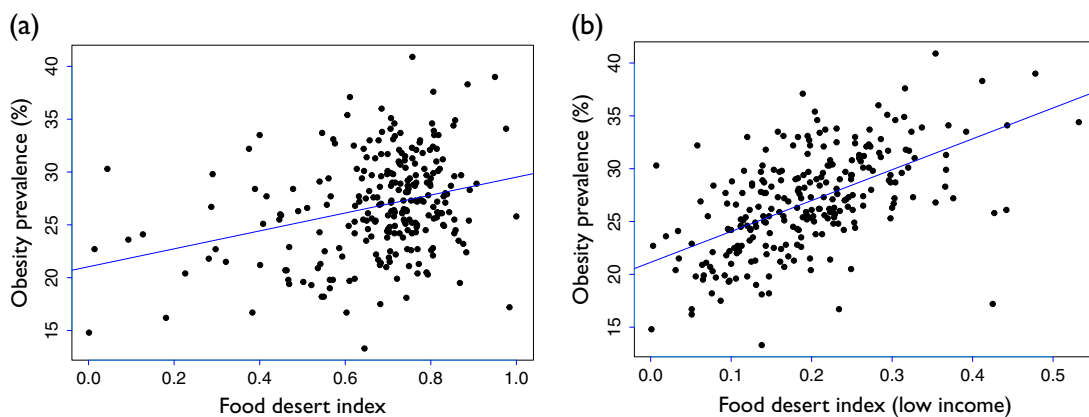 (a)
40
35
30
25
20
15
Obesity prevalence (%)
0.0 0.2 0.4 0.6 0.8 1.0
Food desert index
(b)
40
35
30
25
20
15
Obesity prevalence (%)
0.0 0.1 0.2 0.3 0.4 0.5
Food desert index (low income)